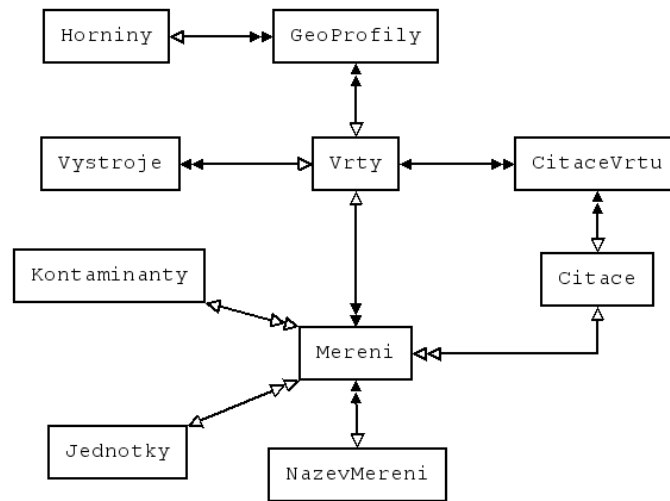 Horniny
GeoProfily
Vystroje
Vrty
CitaceVrtu
Kontaminanty
Citace
Mereni
Jednotky
NazevMereni